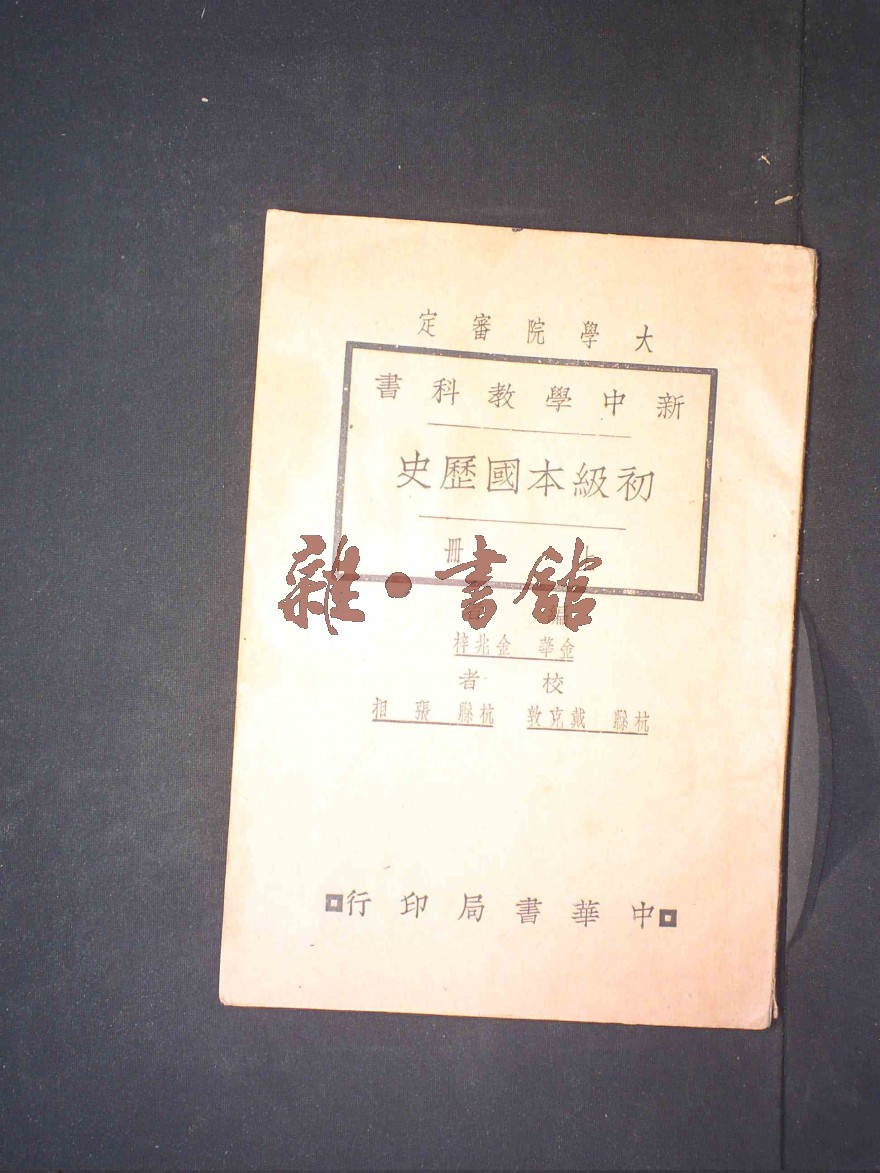 大學院審定
新中學教科書
初級本國歷史
冊
雜·書館
編
金華 金兆梓
校者
杭縣 戴克敦 杭縣 張相
中華書局印行